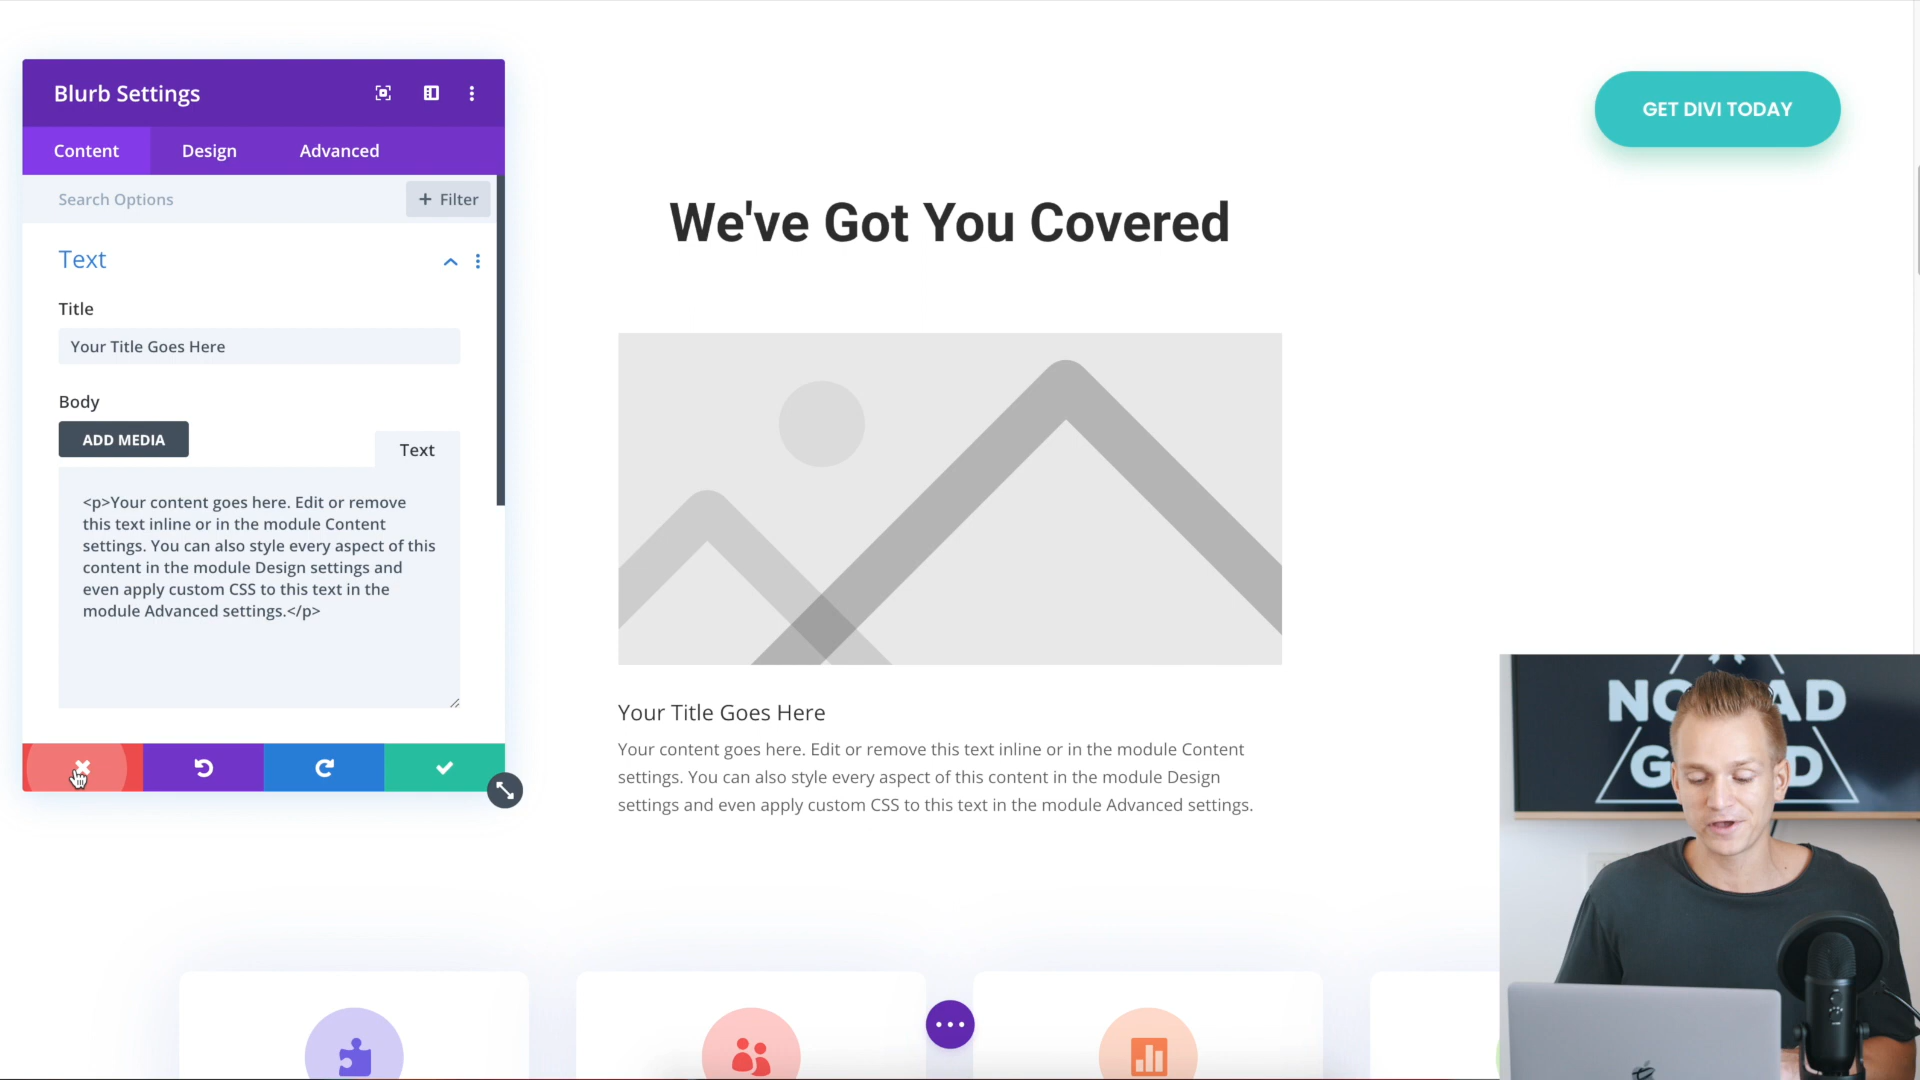 Blurb Settings
Content
Design
Advanced
Search Options
+ Filter
Text
Title
Your Title Goes Here
Body
ADD MEDIA
Text
<p>Your content goes here. Edit or remove
this text inline or in the module Content
settings. You can also style every aspect of this
content in the module Design settings and
even apply custom CSS to this text in the
module Advanced settings.</p>
GET DIVI TODAY
We've Got You Covered
Your Title Goes Here
Your content goes here. Edit or remove this text inline or in the module Content
settings. You can also style every aspect of this content in the module Design
settings and even apply custom CSS to this text in the module Advanced settings.